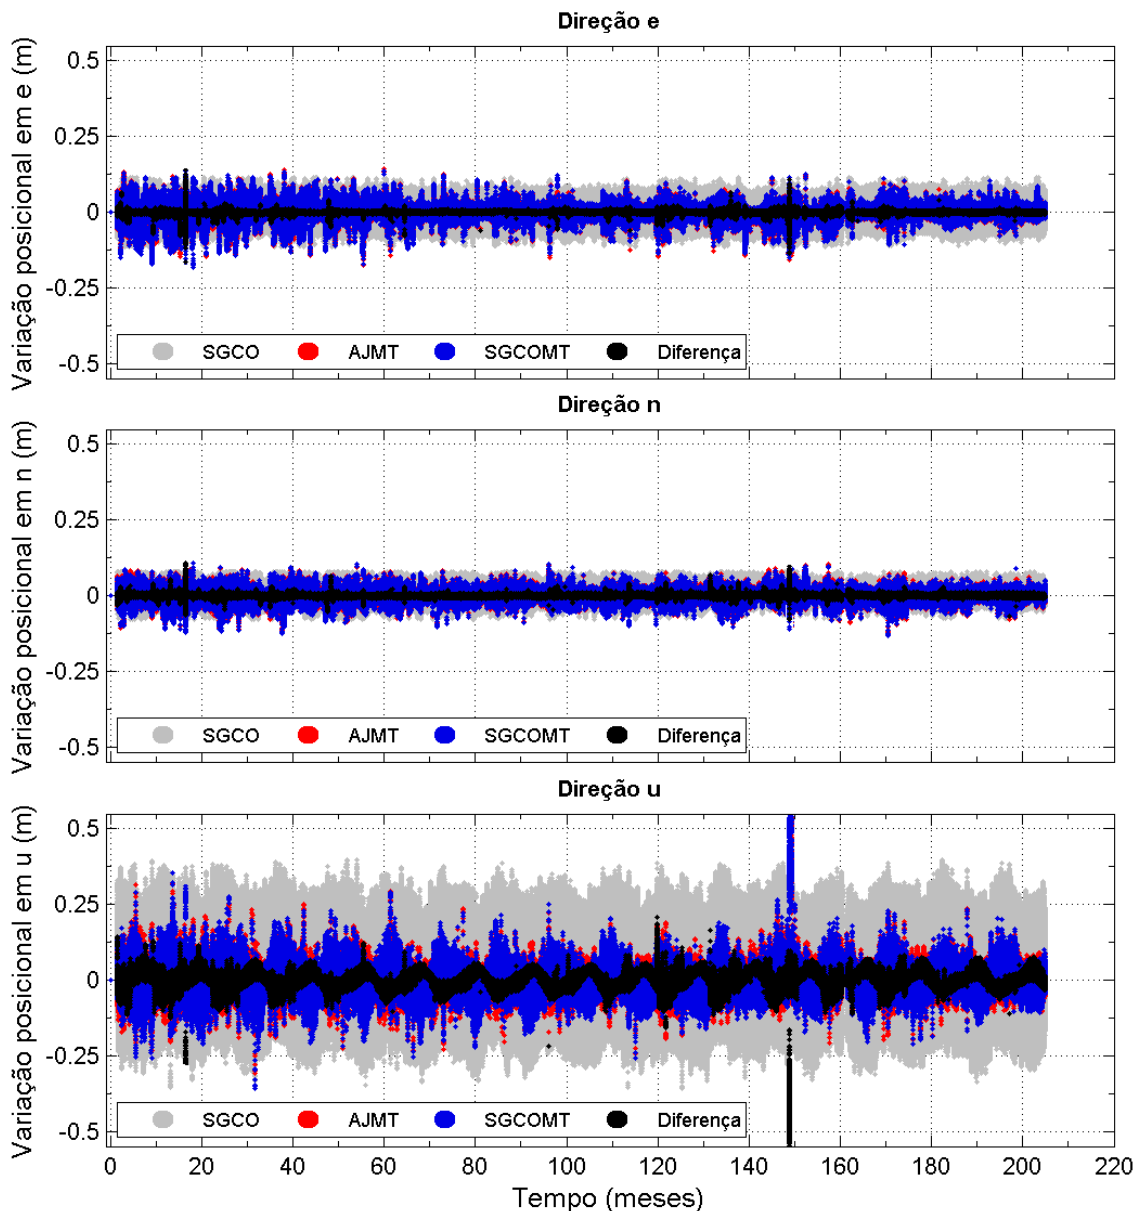 Direção e
Variação posicional em e (m)
0.5
0.25
0
-0.25
-0.5
SGCO AJMT SGCOMT Diferença
Direção n
Variação posicional em n (m)
0.5
0.25
0
-0.25
-0.5
SGCO AJMT SGCOMT Diferença
Direção u
Variação posicional em u (m)
0.5
0.25
0
-0.25
-0.5
SGCO AJMT SGCOMT Diferença
0 20 40 60 80 100 120 140 160 180 200 220
Tempo (meses)